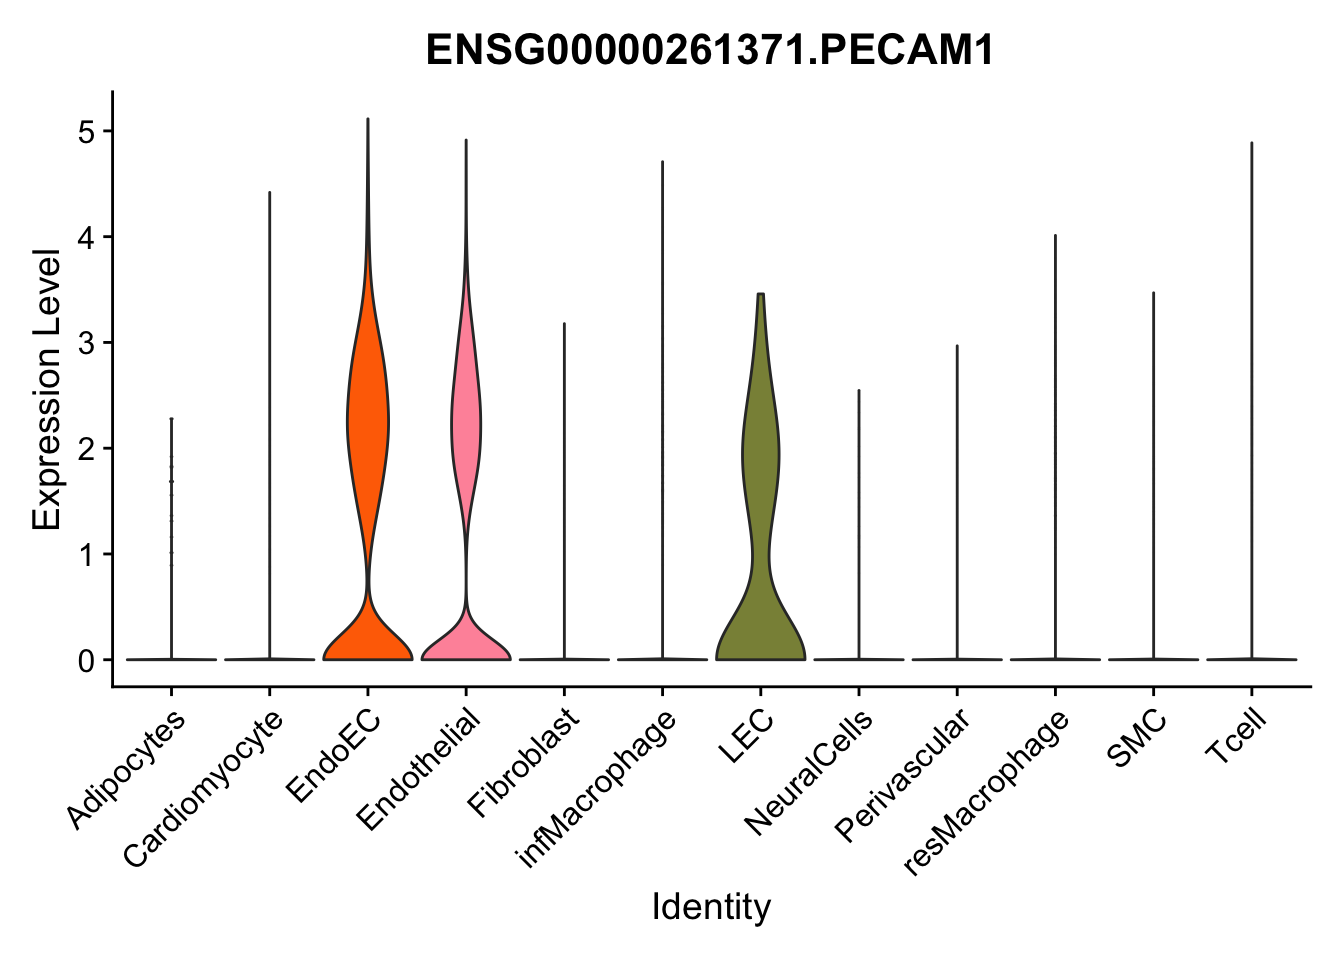 ENSG00000261371.PECAM1
Expression Level
5
4
3
2
1
0
Adipocytes
Cardiomyocyte
EndoEC
Endothelial
Fibroblast
infMacrophage
LEC
NeuralCells
Perivascular
resMacrophage
SMC
Tcell
Identity